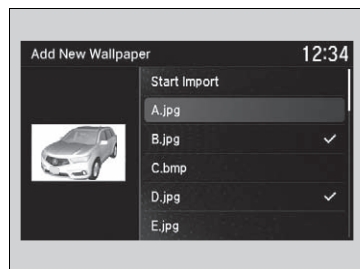 Add New Wallpaper 12:34
Start Import
A.jpg
B.jpg
C.bmp
D.jpg
E.jpg